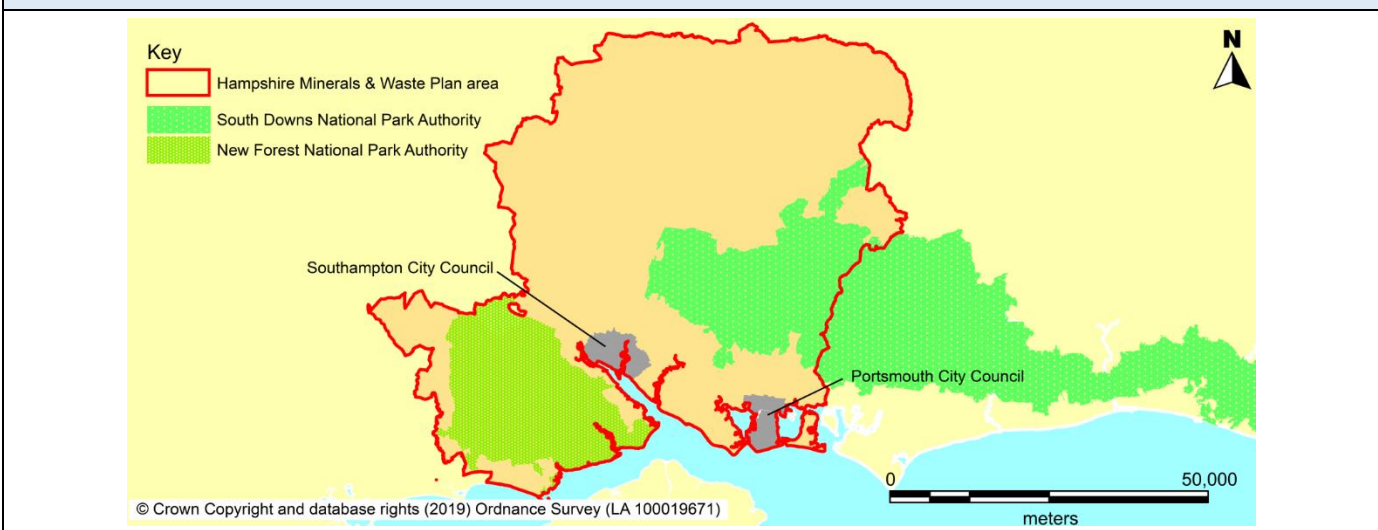 Key
Hampshire Minerals & Waste Plan area
South Downs National Park Authority
New Forest National Park Authority
N
Southampton City Council
Portsmouth City Council
0 50,000
meters
© Crown Copyright and database rights (2019) Ordnance Survey (LA 100019671)